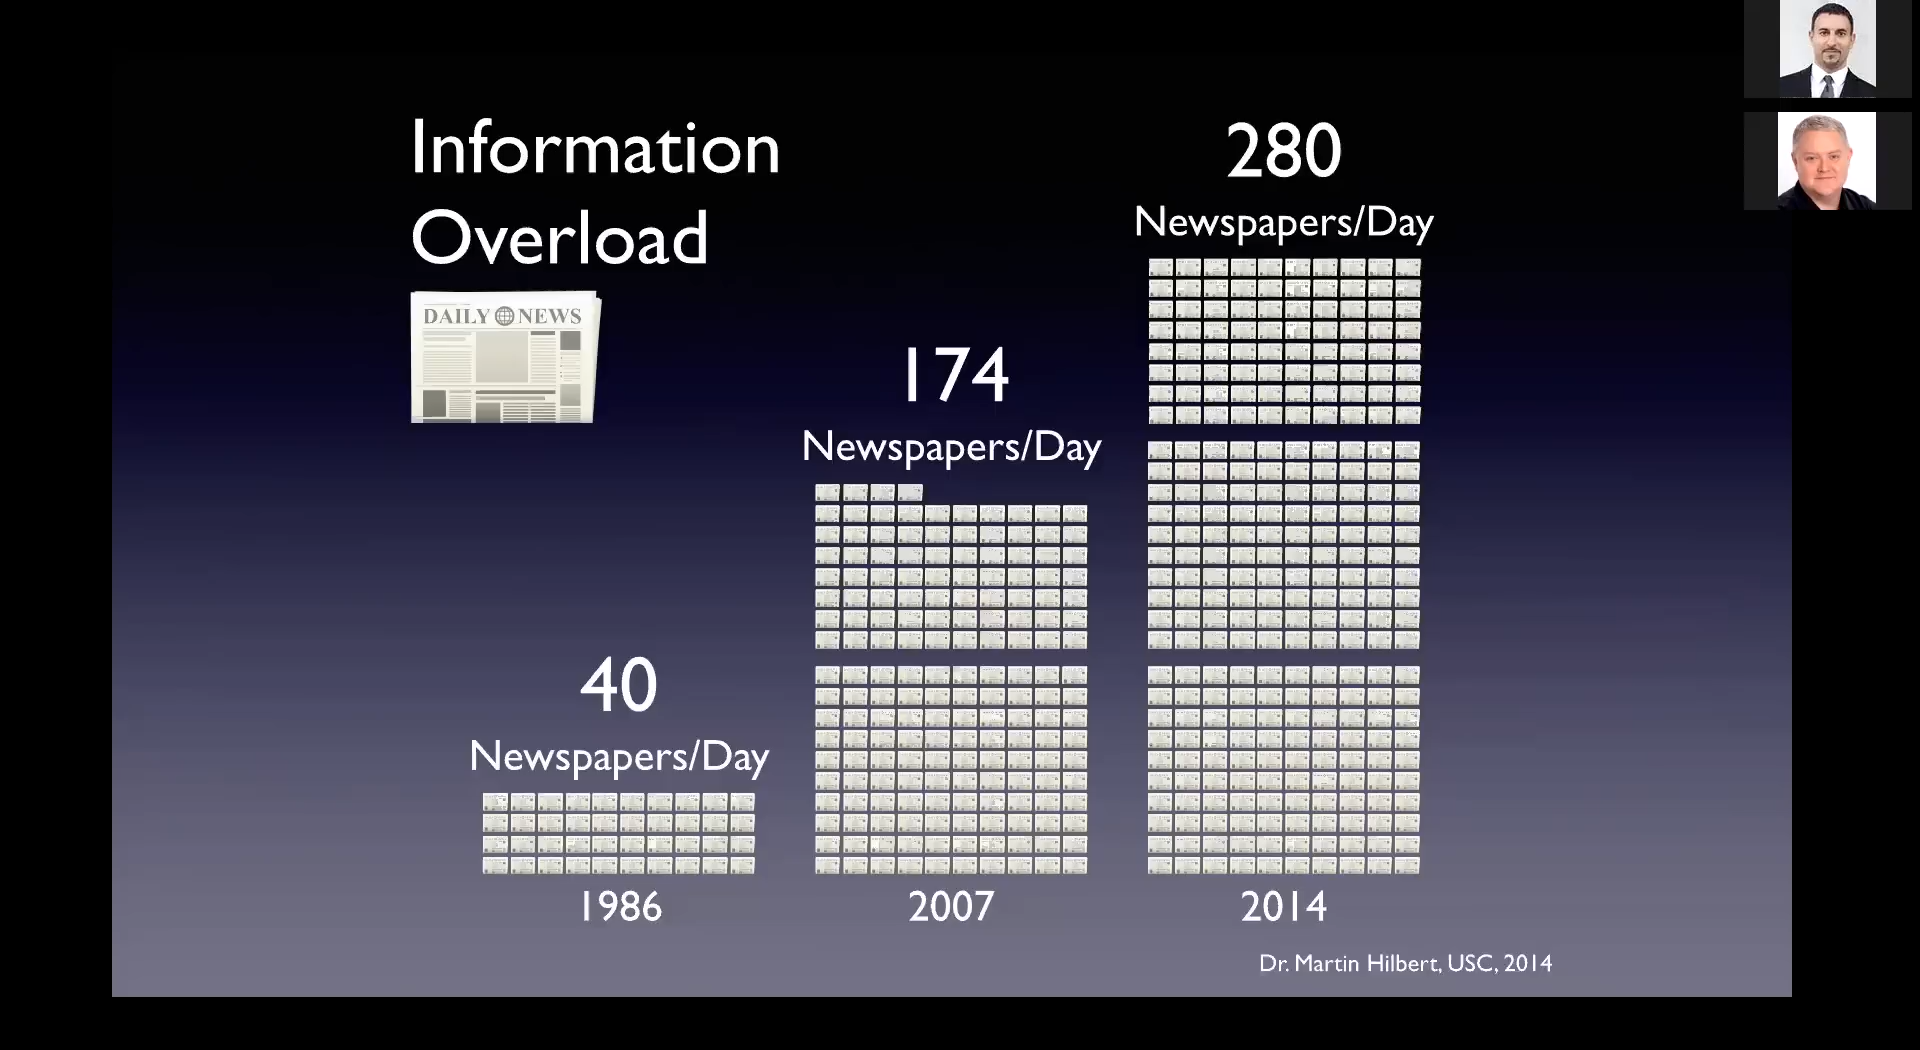 Information
Overload
DAILY NEWS
280
Newspapers/Day
174
Newspapers/Day
40
Newspapers/Day
1986
2007
2014
Dr. Martin Hilbert, USC, 2014